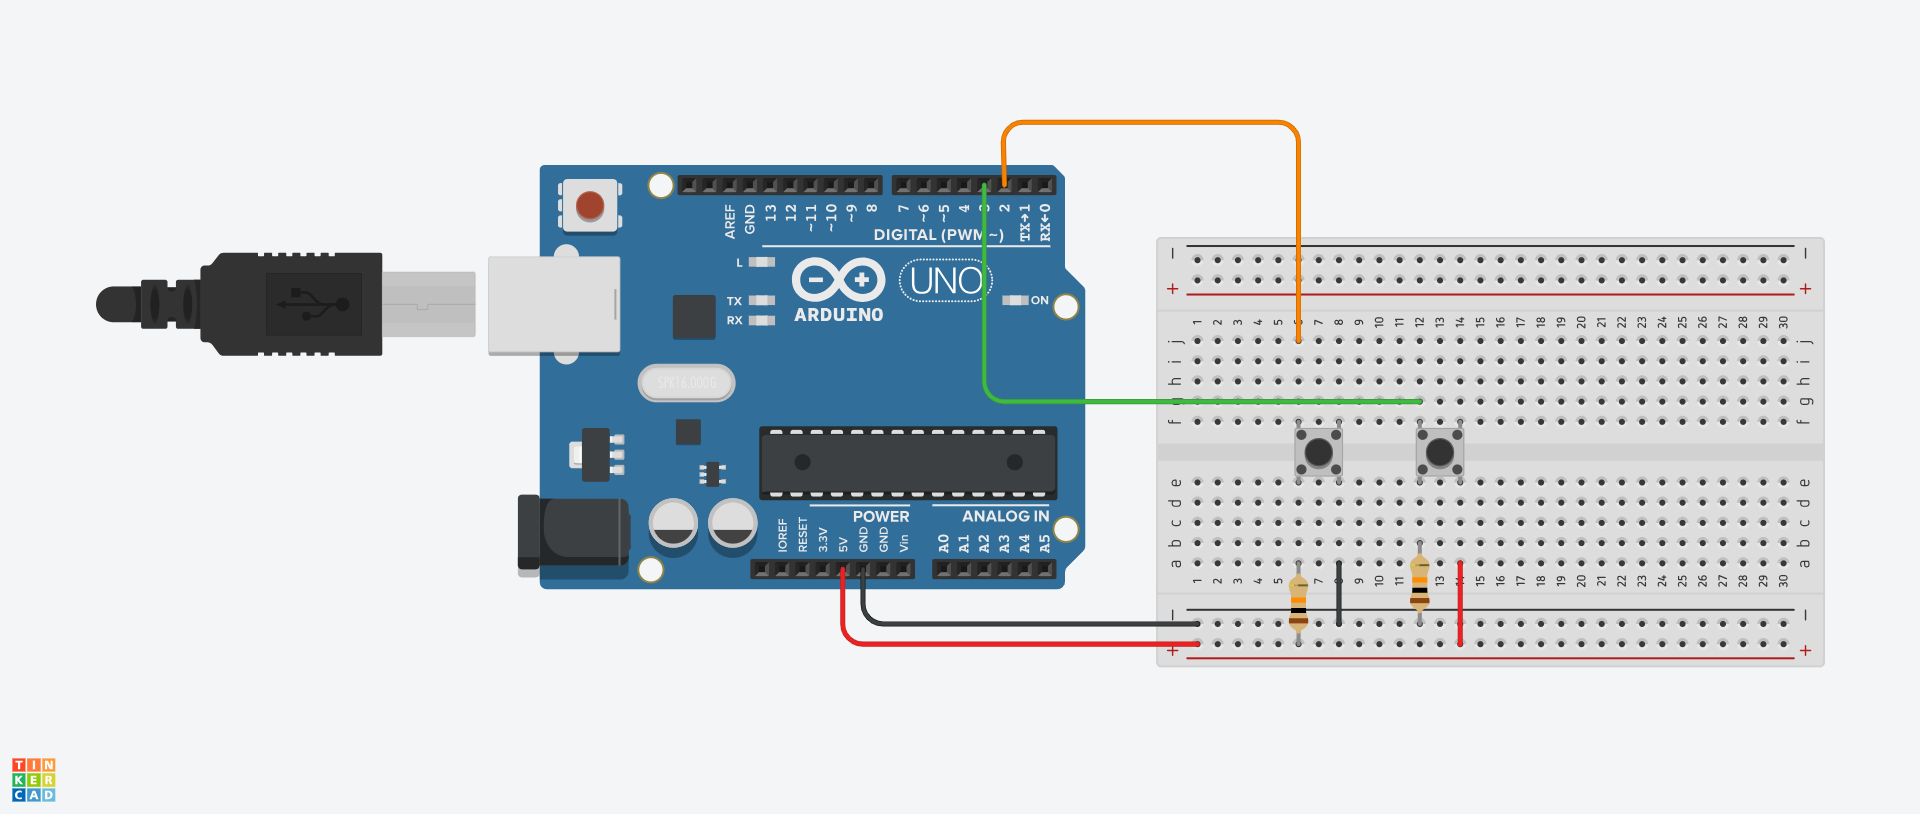 AREF
GND
13
12
~11
~10
~9
8
7
~6
~5
4
2
TX→1
RX←0
DIGITAL (PWM~)
L
TX
RX
UNO
ON
ARDUINO
SPK16.000G
POWER
ANALOG IN
IOREF
RESET
3.3V
5V
GND
GND
Vin
A0
A1
A2
A3
A4
A5
− −
+ +
1 2 3 4 5 6 7 8 9 10 11 12 13 14 15 16 17 18 19 20 21 22 23 24 25 26 27 28 29 30
j j
i i
h h
g g
f f
e e
d d
c c
b b
a a
1 2 3 4 5 7 8 9 10 11 12 13 14 15 16 17 18 19 20 21 22 23 24 25 26 27 28 29 30
− −
+ +
TIN
KER
CAD